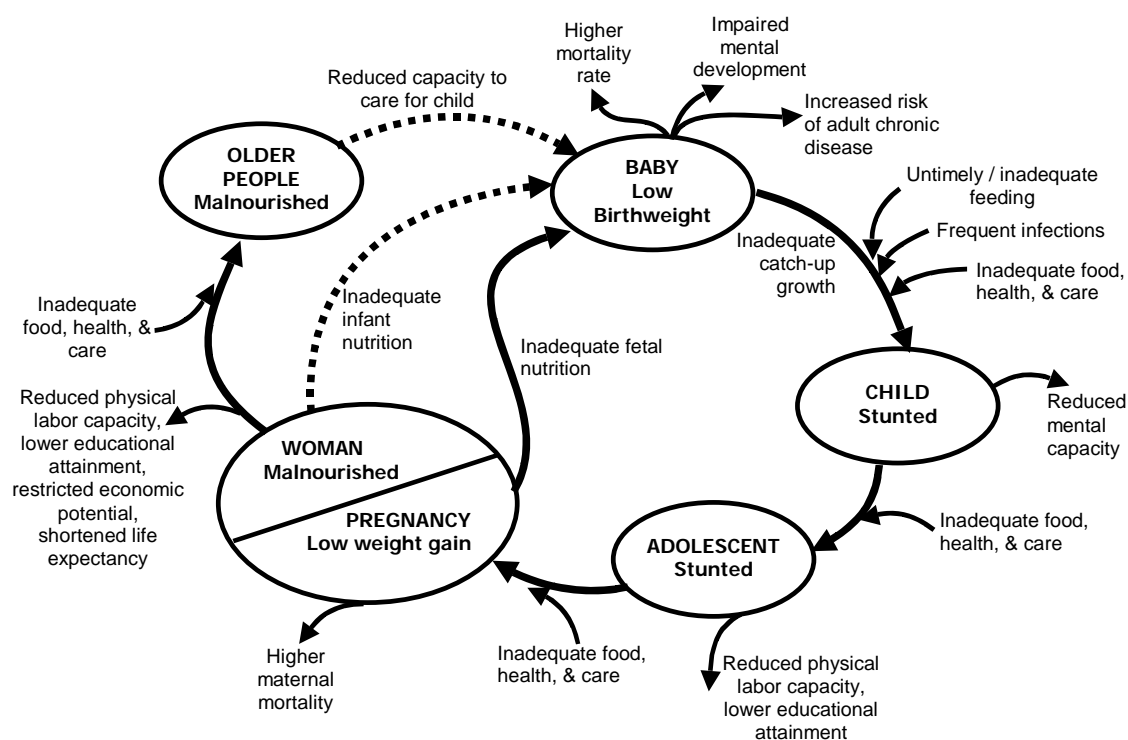 Higher
mortality
rate
Impaired
mental
development
Increased risk
of adult chronic
disease
Reduced capacity to
care for child
OLDER
PEOPLE
Malnourished
BABY
Low
Birthweight
Untimely / inadequate
feeding
Frequent infections
Inadequate food,
health, & care
Inadequate
catch-up
growth
Inadequate
food, health, &
care
Inadequate
infant
nutrition
Inadequate fetal
nutrition
CHILD
Stunted
Reduced
mental
capacity
Reduced physical
labor capacity,
lower educational
attainment,
restricted economic
potential,
shortened life
expectancy
WOMAN
Malnourished
PREGNANCY
Low weight gain
ADOLESCENT
Stunted
Inadequate food,
health, & care
Higher
maternal
mortality
Inadequate food,
health, & care
Reduced physical
labor capacity,
lower educational
attainment